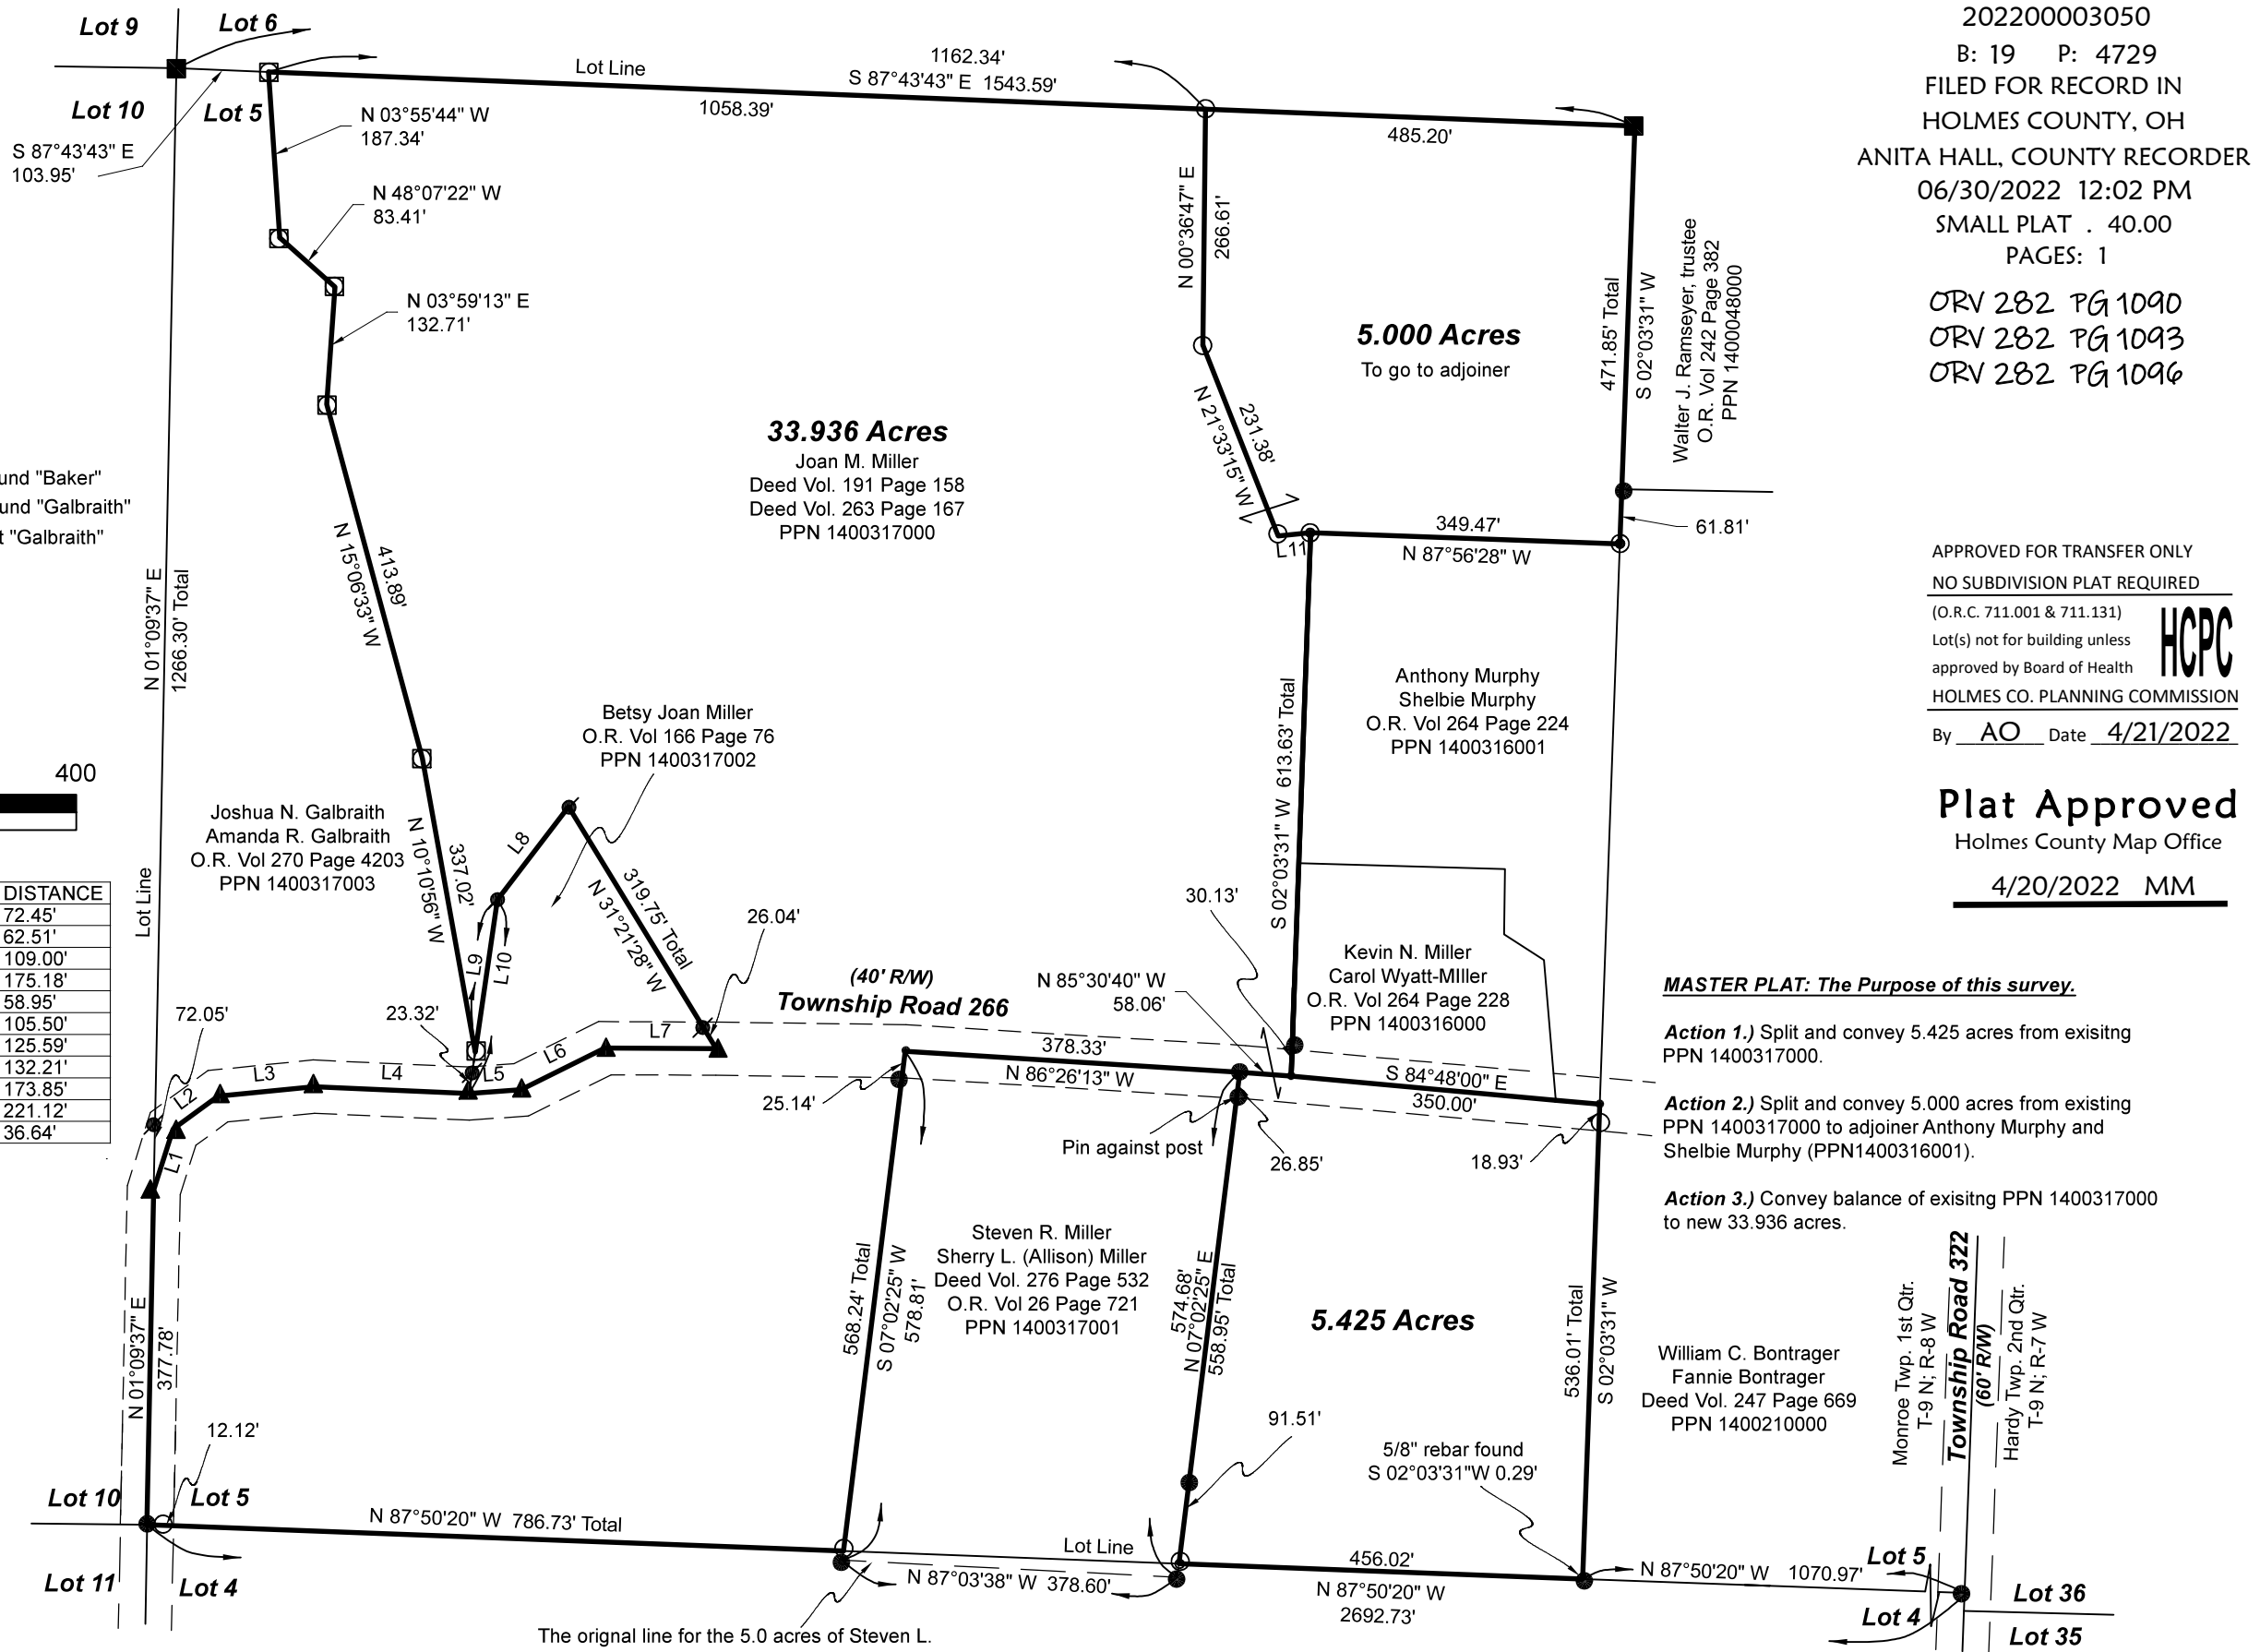 Lot 9
Lot 6
Lot 10
Lot 5
S 87°43'43" E
103.95'
N 03°55'44" W
187.34'
N 48°07'22" W
83.41'
N 03°59'13" E
132.71'
Lot Line
1162.34'
S 87°43'43" E 1543.59'
1058.39'
485.20'
N 00°36'47" E
266.61'
5.000 Acres
To go to adjoiner
471.85' Total
S 02°03'31" W
Walter J. Ramseyer, trustee
O.R. Vol 242 Page 382
PPN 1400048000
61.81'
N 21°33'15" W
231.38'
L11
349.47'
N 87°56'28" W
33.936 Acres
Joan M. Miller
Deed Vol. 191 Page 158
Deed Vol. 263 Page 167
PPN 1400317000
und "Baker"
und "Galbraith"
t "Galbraith"
N 01°09'37" E
1266.30' Total
Lot Line
N 15°06'33" W
413.89'
400
Joshua N. Galbraith
Amanda R. Galbraith
O.R. Vol 270 Page 4203
PPN 1400317003
N 10°10'56" W
337.02'
Betsy Joan Miller
O.R. Vol 166 Page 76
PPN 1400317002
L8
L9
L10
319.75' Total
N 31°21'28" W
26.04'
DISTANCE
72.45'
62.51'
109.00'
175.18'
58.95'
105.50'
125.59'
132.21'
173.85'
221.12'
36.64'
72.05'
23.32'
L1
L2
L3
L4
L5
L6
L7
(40' R/W)
Township Road 266
Anthony Murphy
Shelbie Murphy
O.R. Vol 264 Page 224
PPN 1400316001
S 02°03'31" W 613.63' Total
30.13'
N 85°30'40" W
58.06'
Kevin N. Miller
Carol Wyatt-MIller
O.R. Vol 264 Page 228
PPN 1400316000
378.33'
N 86°26'13" W
S 84°48'00" E
350.00'
25.14'
Pin against post
26.85'
18.93'
Steven R. Miller
Sherry L. (Allison) Miller
Deed Vol. 276 Page 532
O.R. Vol 26 Page 721
PPN 1400317001
568.24' Total
S 07°02'25" W
578.81'
574.68'
N 07°02'25" E
558.95' Total
5.425 Acres
91.51'
5/8" rebar found
S 02°03'31"W 0.29'
536.01' Total
S 02°03'31" W
William C. Bontrager
Fannie Bontrager
Deed Vol. 247 Page 669
PPN 1400210000
Monroe Twp. 1st Qtr.
T-9 N; R-8 W
Township Road 322
(60' R/W)
Hardy Twp. 2nd Qtr.
T-9 N; R-7 W
N 01°09'37" E
377.78'
12.12'
Lot 10
Lot 5
Lot 11
Lot 4
N 87°50'20" W 786.73' Total
Lot Line
N 87°03'38" W 378.60'
456.02'
N 87°50'20" W
2692.73'
N 87°50'20" W 1070.97'
Lot 5
Lot 4
Lot 36
Lot 35
The orignal line for the 5.0 acres of Steven L.
202200003050
B: 19 P: 4729
FILED FOR RECORD IN
HOLMES COUNTY, OH
ANITA HALL, COUNTY RECORDER
06/30/2022 12:02 PM
SMALL PLAT . 40.00
PAGES: 1
ORV 282 PG 1090
ORV 282 PG 1093
ORV 282 PG 1096
APPROVED FOR TRANSFER ONLY
NO SUBDIVISION PLAT REQUIRED
(O.R.C. 711.001 & 711.131)
Lot(s) not for building unless
approved by Board of Health
HCPC
HOLMES CO. PLANNING COMMISSION
By AO Date 4/21/2022
Plat Approved
Holmes County Map Office
4/20/2022 MM
MASTER PLAT: The Purpose of this survey.
Action 1.) Split and convey 5.425 acres from exisitng
PPN 1400317000.
Action 2.) Split and convey 5.000 acres from existing
PPN 1400317000 to adjoiner Anthony Murphy and
Shelbie Murphy (PPN1400316001).
Action 3.) Convey balance of exisitng PPN 1400317000
to new 33.936 acres.